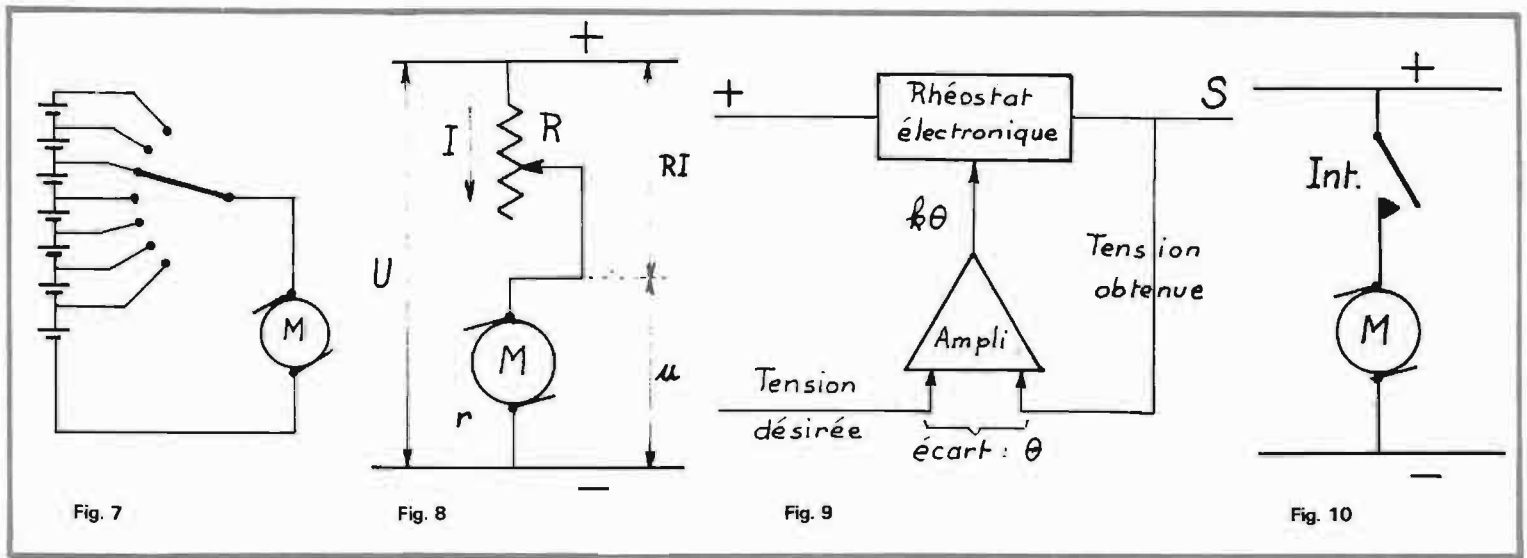 M
Fig. 7
+
U
I
R
RI
M
r
u
−
Fig. 8
+
Rhéostat
électronique
S
kθ
Tension
obtenue
Ampli
Tension
désirée
écart : θ
Fig. 9
+
Int.
M
−
Fig. 10